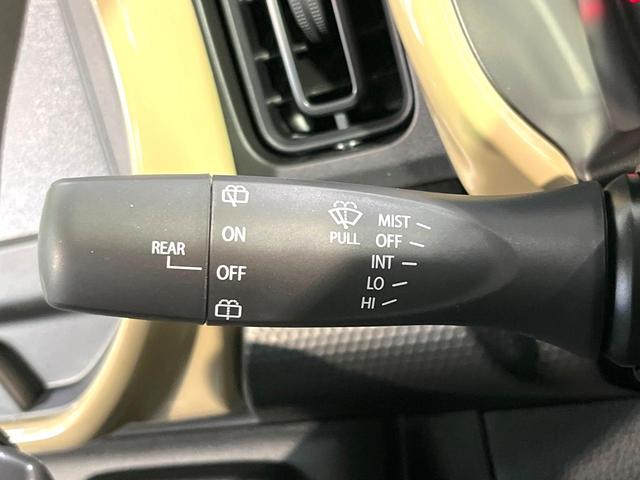 REAR
ON
OFF
PULL
MIST
OFF
INT
LO
HI